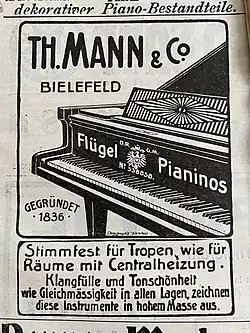 dekorativer Piano-Bestandteile.
TH. MANN & Co
BIELEFELD
Flügel
D.R. G.M.
Pianinos
GEGRÜNDET
· 1836 ·
Stimmfest für Tropen, wie für
Räume mit Centralheizung.
Klangfülle und Tonschönheit
wie Gleichmässigkeit in allen Lagen, zeichnen
diese Instrumente in hohem Masse aus.